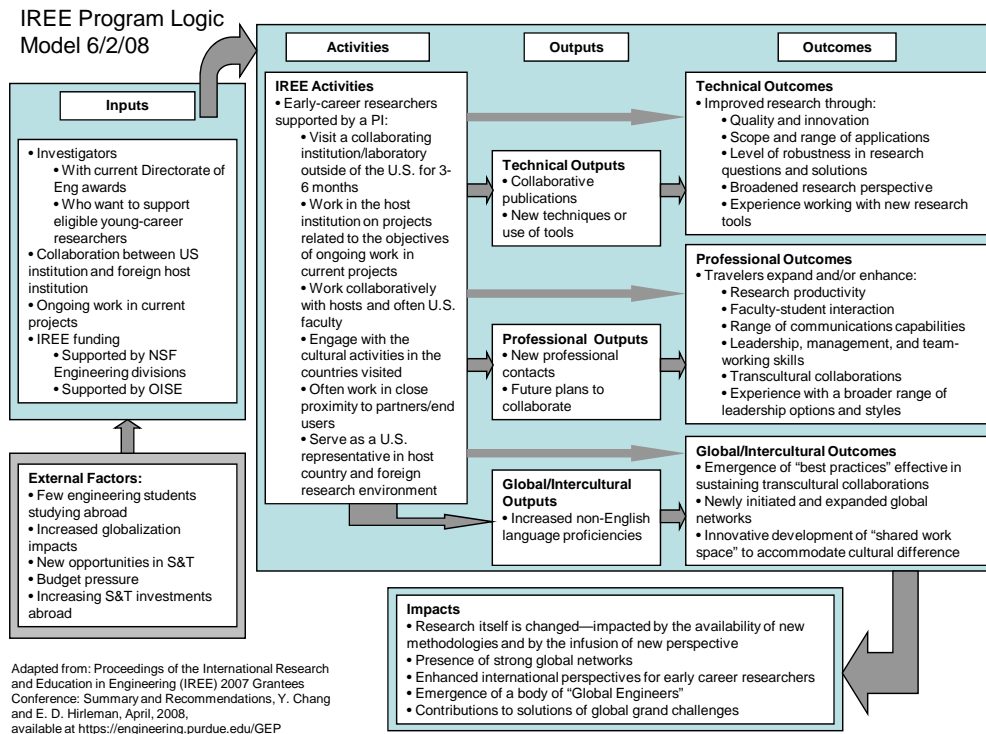 IREE Program Logic
Model 6/2/08
Inputs
• Investigators
• With current Directorate of
Eng awards
• Who want to support
eligible young-career
researchers
• Collaboration between US
institution and foreign host
institution
• Ongoing work in current
projects
• IREE funding
• Supported by NSF
Engineering divisions
• Supported by OISE
External Factors:
• Few engineering students
studying abroad
• Increased globalization
impacts
• New opportunities in S&T
• Budget pressure
• Increasing S&T investments
abroad
Activities
IREE Activities
• Early-career researchers
supported by a PI:
• Visit a collaborating
institution/laboratory
outside of the U.S. for 3-
6 months
• Work in the host
institution on projects
related to the objectives
of ongoing work in
current projects
• Work collaboratively
with hosts and often U.S.
faculty
• Engage with the
cultural activities in the
countries visited
• Often work in close
proximity to partners/end
users
• Serve as a U.S.
representative in host
country and foreign
research environment
Outputs
Technical Outputs
• Collaborative
publications
• New techniques or
use of tools
Professional Outputs
• New professional
contacts
• Future plans to
collaborate
Global/Intercultural
Outputs
• Increased non-English
language proficiencies
Outcomes
Technical Outcomes
• Improved research through:
• Quality and innovation
• Scope and range of applications
• Level of robustness in research
questions and solutions
• Broadened research perspective
• Experience working with new research
tools
Professional Outcomes
• Travelers expand and/or enhance:
• Research productivity
• Faculty-student interaction
• Range of communications capabilities
• Leadership, management, and team-
working skills
• Transcultural collaborations
• Experience with a broader range of
leadership options and styles
Global/Intercultural Outcomes
• Emergence of “best practices” effective in
sustaining transcultural collaborations
• Newly initiated and expanded global
networks
• Innovative development of “shared work
space” to accommodate cultural difference
Impacts
• Research itself is changed—impacted by the availability of new
methodologies and by the infusion of new perspective
• Presence of strong global networks
• Enhanced international perspectives for early career researchers
• Emergence of a body of “Global Engineers”
• Contributions to solutions of global grand challenges
Adapted from: Proceedings of the International Research
and Education in Engineering (IREE) 2007 Grantees
Conference: Summary and Recommendations, Y. Chang
and E. D. Hirleman, April, 2008,
available at https://engineering.purdue.edu/GEP